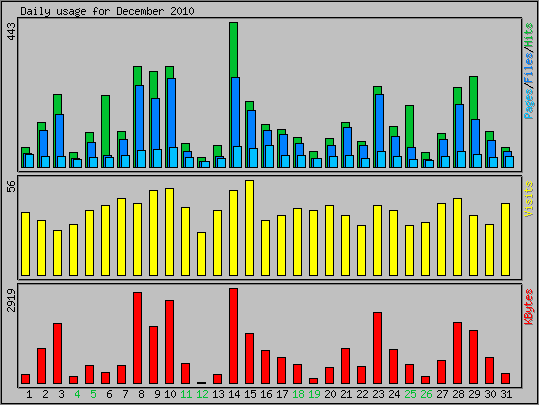 Daily usage for December 2010
443
Pages/Files/Hits
56
Visits
2919
KBytes
1 2 3 4 5 6 7 8 9 10 11 12 13 14 15 16 17 18 19 20 21 22 23 24 25 26 27 28 29 30 31